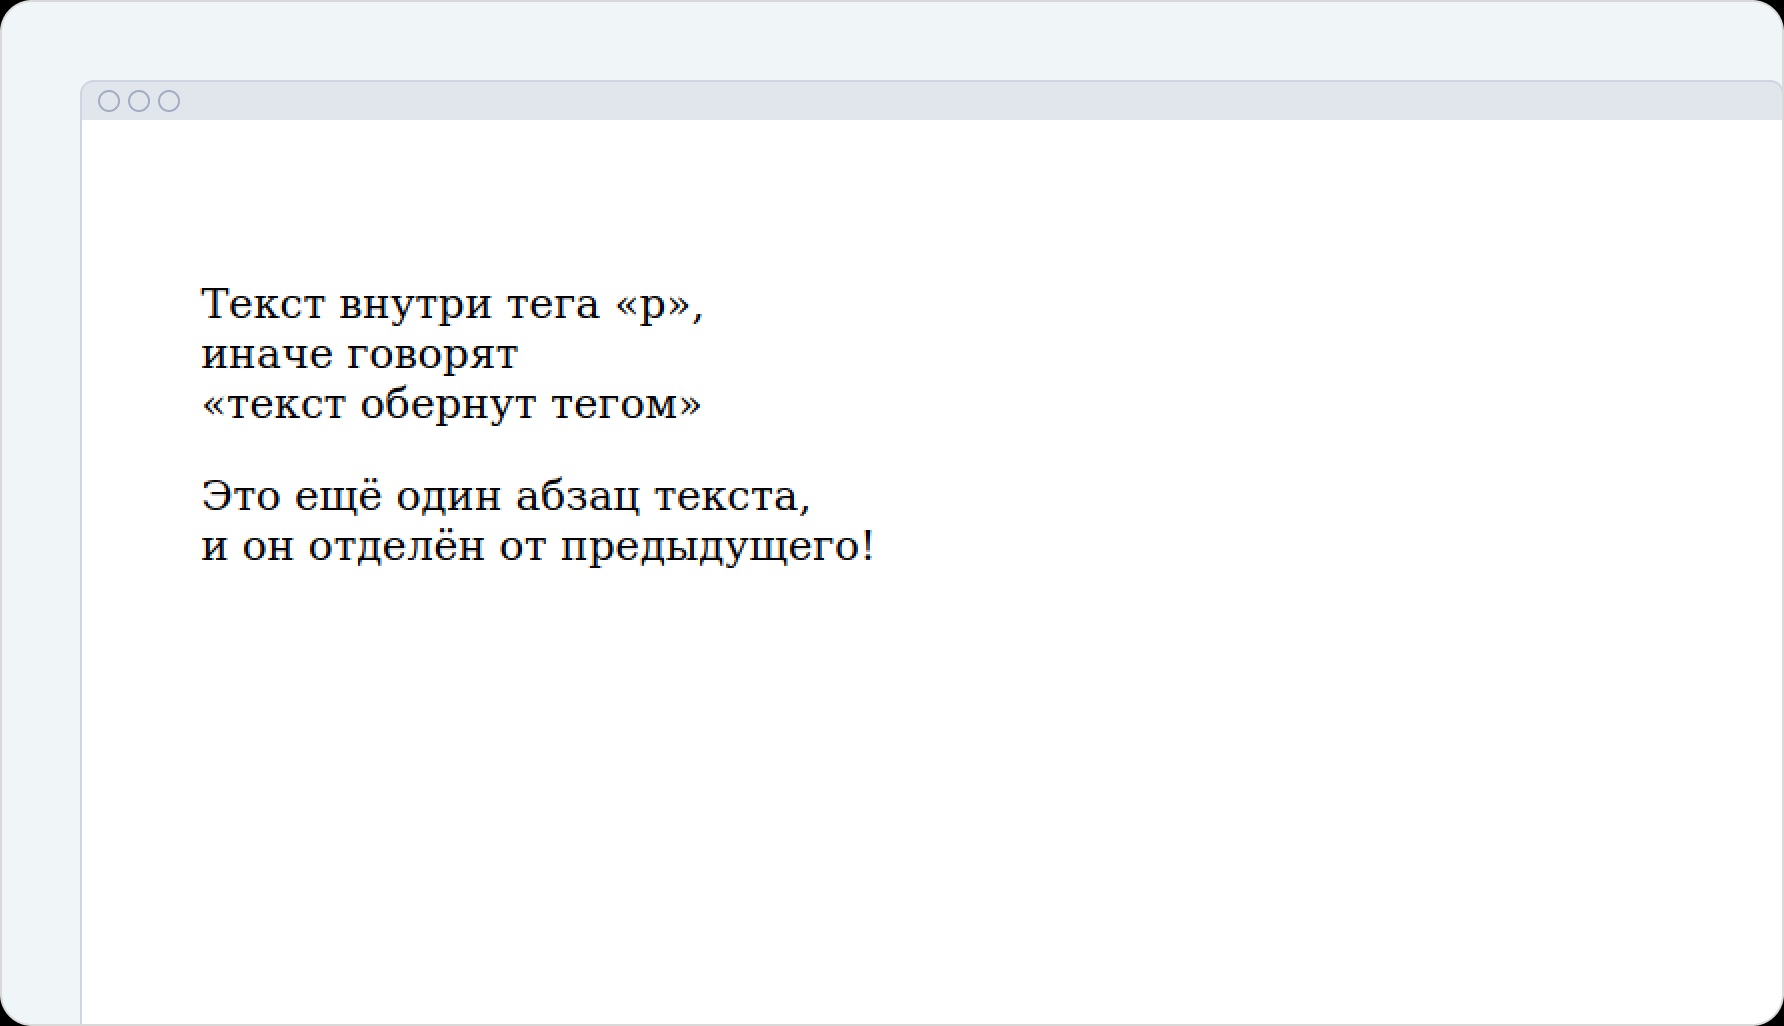 Текст внутри тега «p»,
иначе говорят
«текст обернут тегом»
Это ещё один абзац текста,
и он отделён от предыдущего!